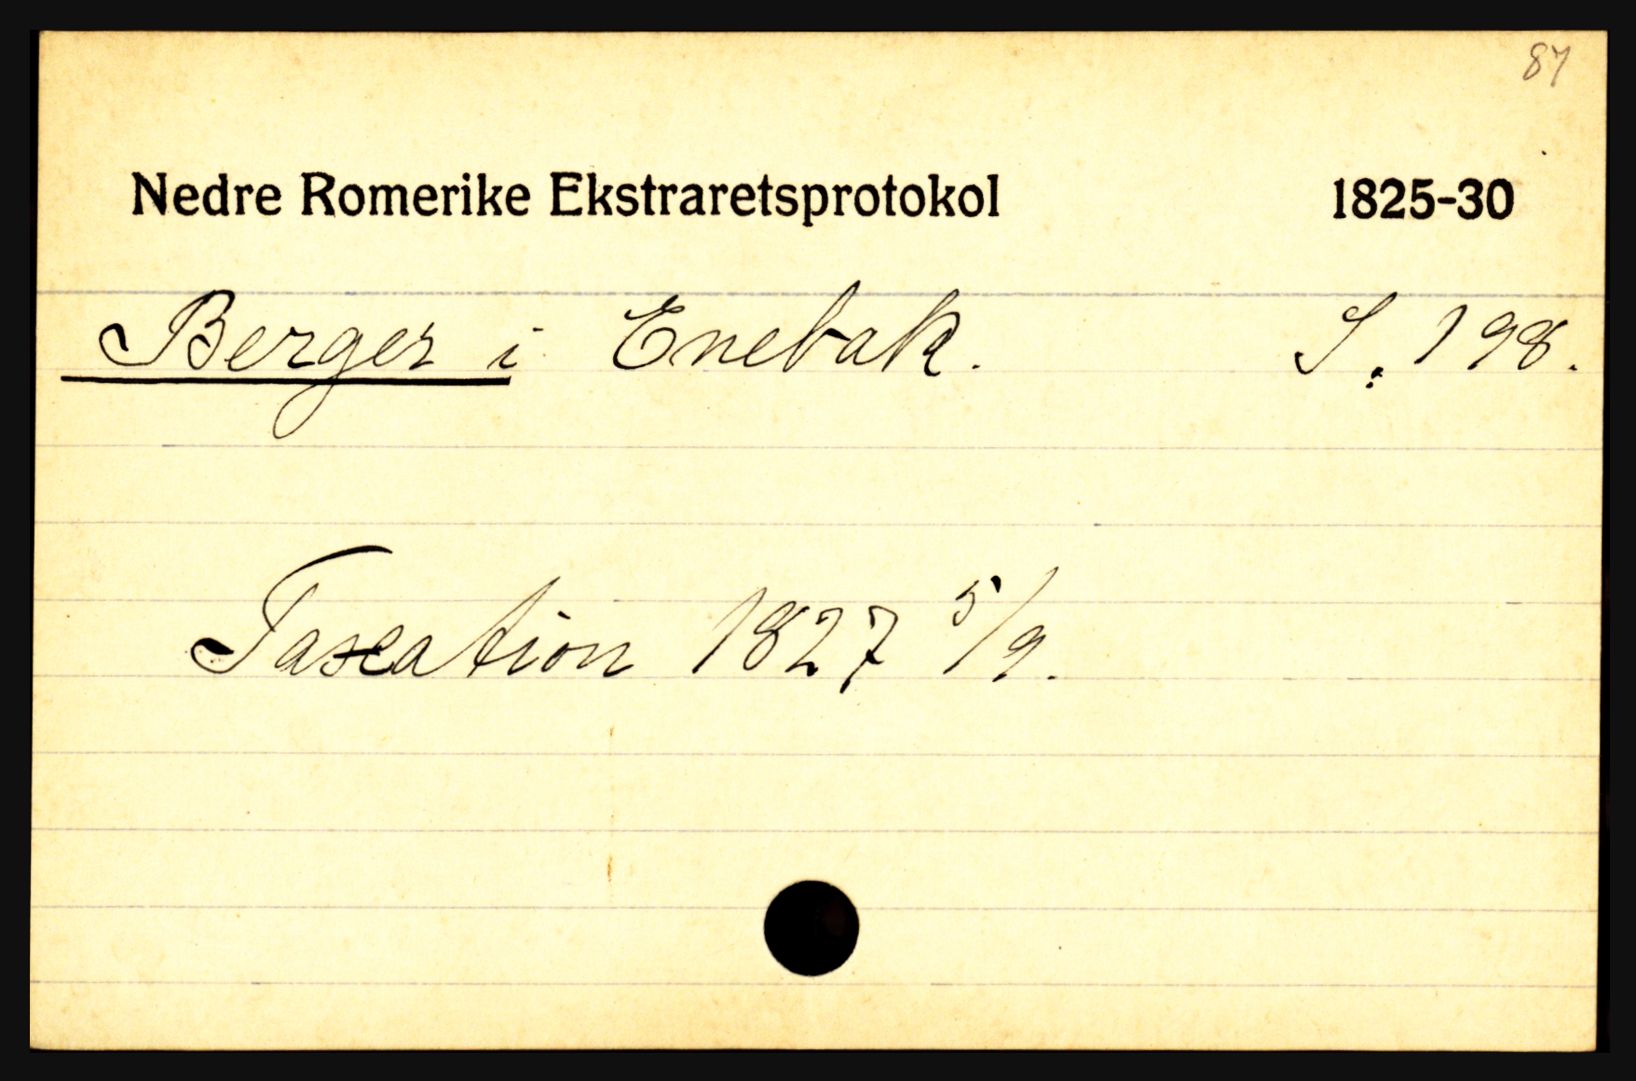 87
Nedre Romerike Ekstraretsprotokol 1825-30
Berger i Enebak. S. 198.
Taxation 1827 5/9.